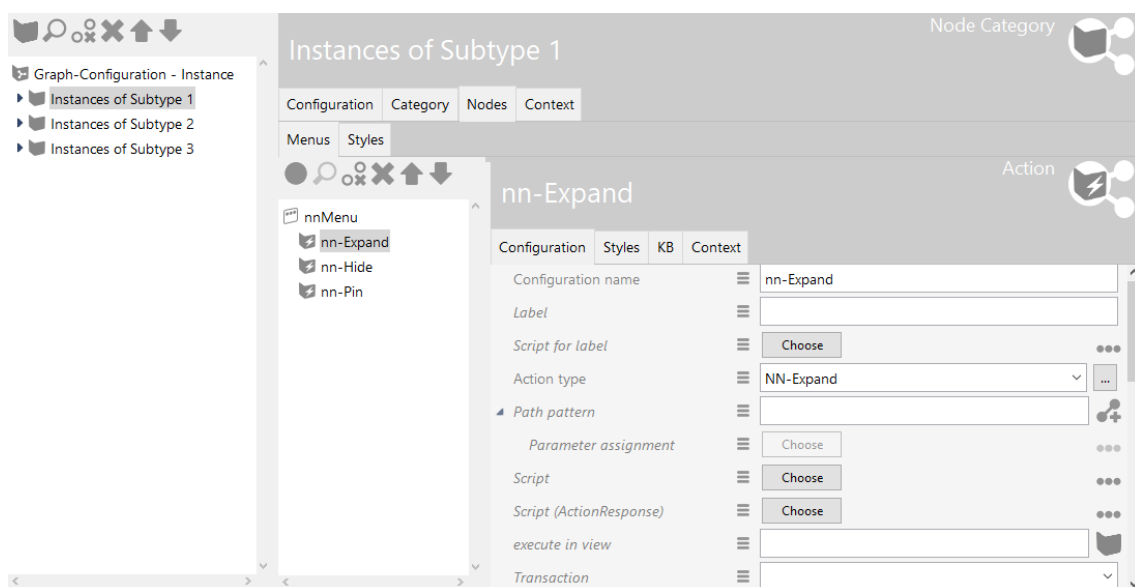 Graph-Configuration - Instance
Instances of Subtype 1
Instances of Subtype 2
Instances of Subtype 3
Node Category
Instances of Subtype 1
Configuration Category Nodes Context
Menus Styles
nnMenu
nn-Expand
nn-Hide
nn-Pin
Action
nn-Expand
Configuration Styles KB Context
Configuration name nn-Expand
Label
Script for label Choose
Action type NN-Expand ...
Path pattern
Parameter assignment Choose
Script Choose
Script (ActionResponse) Choose
execute in view
Transaction